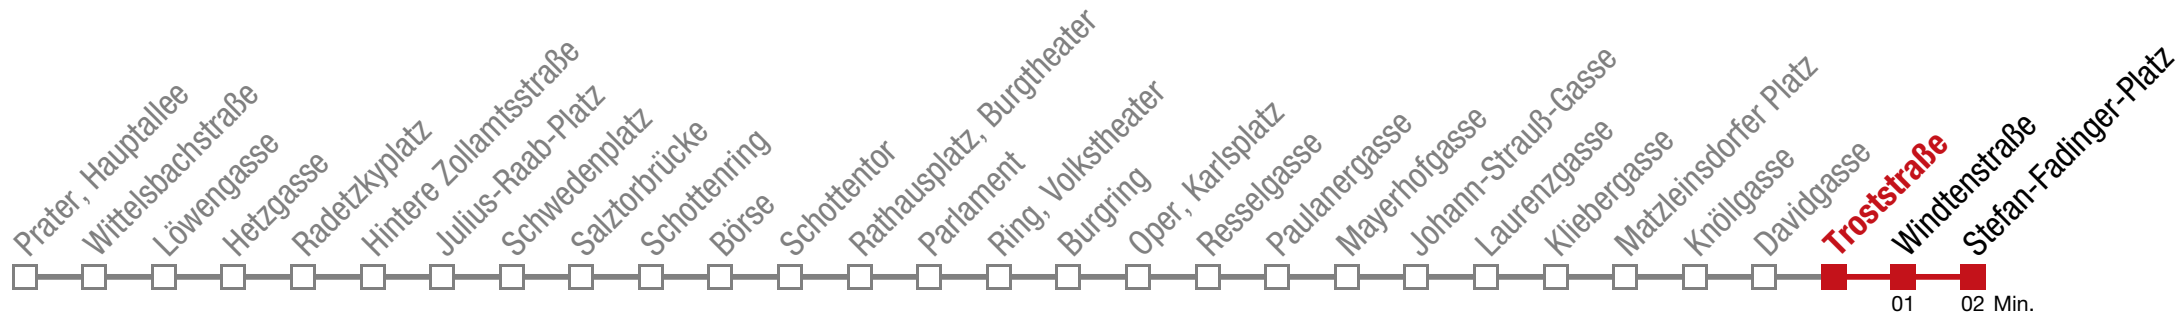 Prater, Hauptallee
Wittelsbachstraße
Löwengasse
Hetzgasse
Radetzkyplatz
Hintere Zollamtsstraße
Julius-Raab-Platz
Schwedenplatz
Salztorbrücke
Schottenring
Börse
Schottentor
Rathausplatz, Burgtheater
Parlament
Ring, Volkstheater
Burgring
Oper, Karlsplatz
Resselgasse
Paulanergasse
Mayerhofgasse
Johann-Strauß-Gasse
Laurenzgasse
Kliebergasse
Matzleinsdorfer Platz
Knöllgasse
Davidgasse
Troststraße
Windtenstraße
Stefan-Fadinger-Platz
01
02 Min.